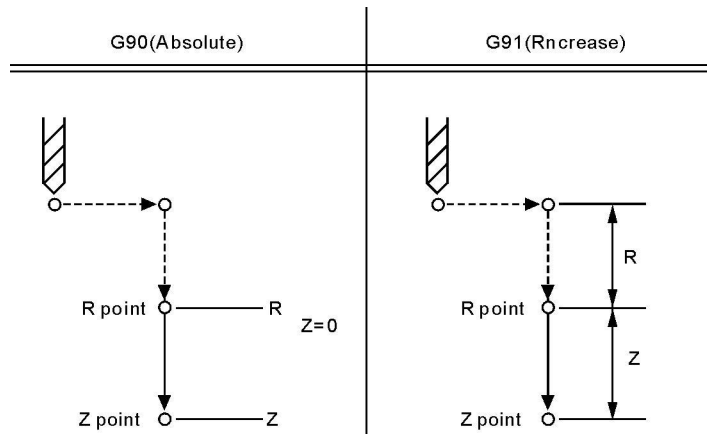 G90(Absolute)
G91(Rncrease)
R point
R
Z=0
Z point
Z
R
R point
Z
Z point